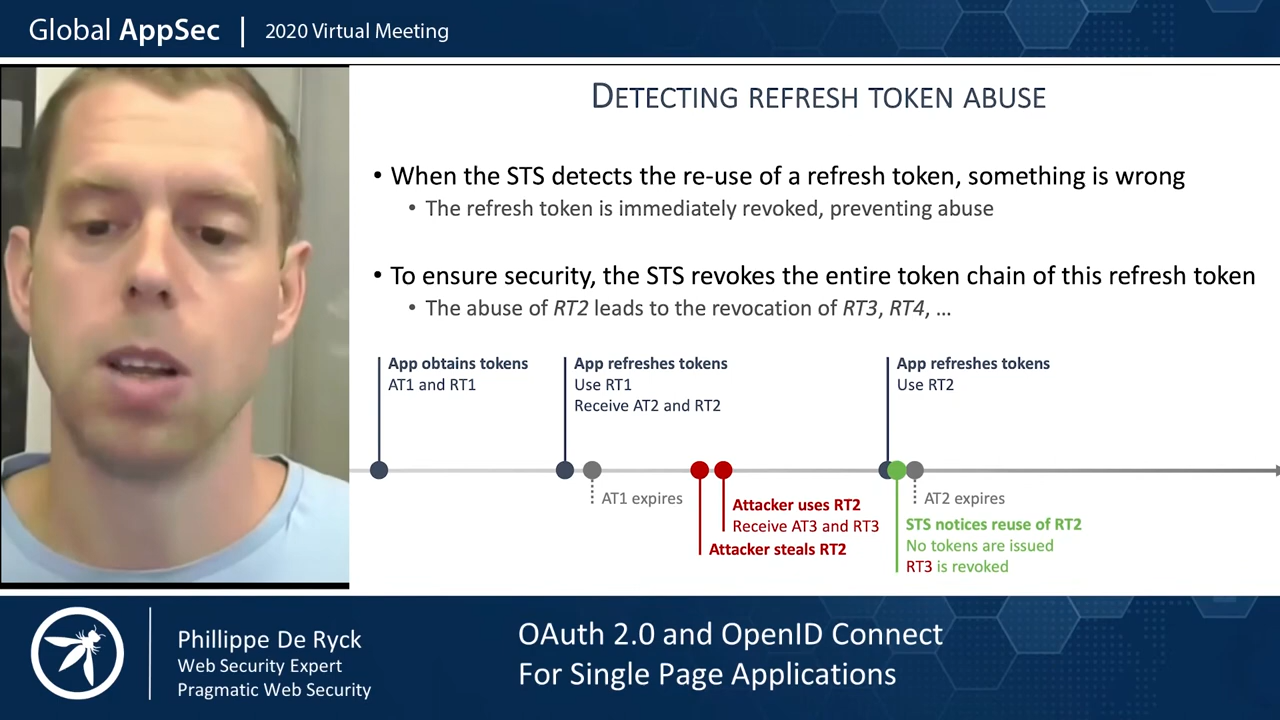 Global AppSec | 2020 Virtual Meeting
DETECTING REFRESH TOKEN ABUSE
• When the STS detects the re-use of a refresh token, something is wrong
• The refresh token is immediately revoked, preventing abuse
• To ensure security, the STS revokes the entire token chain of this refresh token
• The abuse of RT2 leads to the revocation of RT3, RT4, …
App obtains tokens
AT1 and RT1
App refreshes tokens
Use RT1
Receive AT2 and RT2
App refreshes tokens
Use RT2
AT1 expires
Attacker uses RT2
Receive AT3 and RT3
Attacker steals RT2
AT2 expires
STS notices reuse of RT2
No tokens are issued
RT3 is revoked
Phillippe De Ryck
Web Security Expert
Pragmatic Web Security
OAuth 2.0 and OpenID Connect
For Single Page Applications